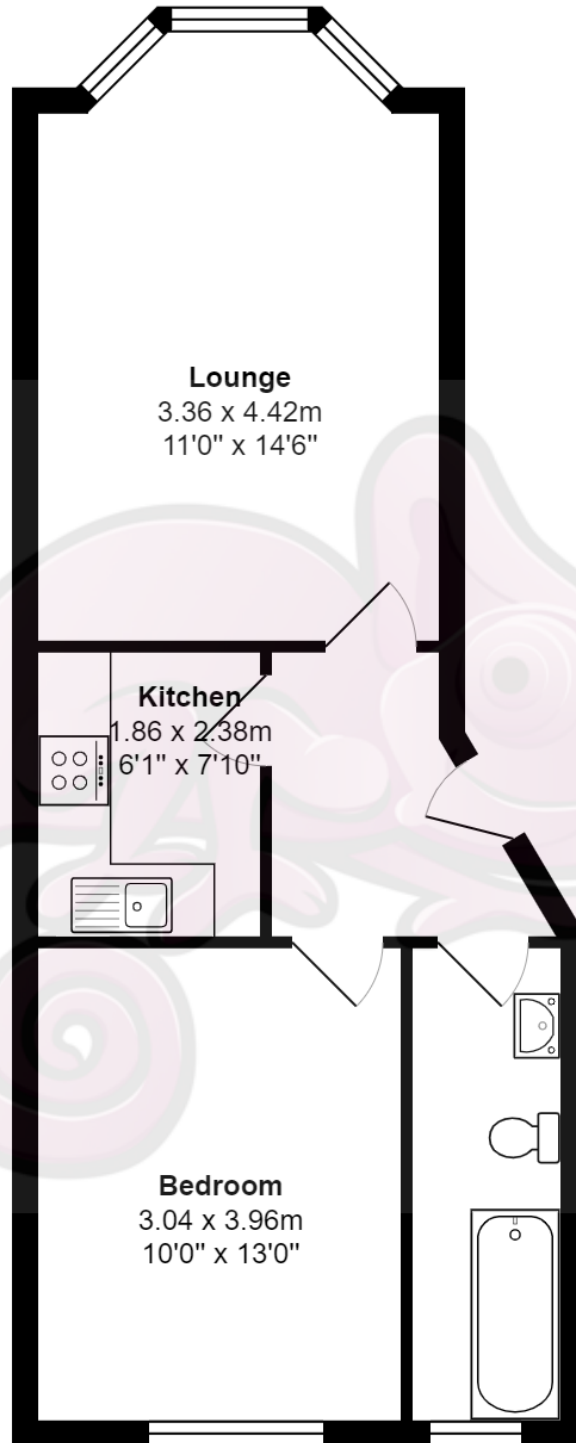 Lounge
3.36 x 4.42m
11'0" x 14'6"
Kitchen
1.86 x 2.38m
6'1" x 7'10"
Bedroom
3.04 x 3.96m
10'0" x 13'0"